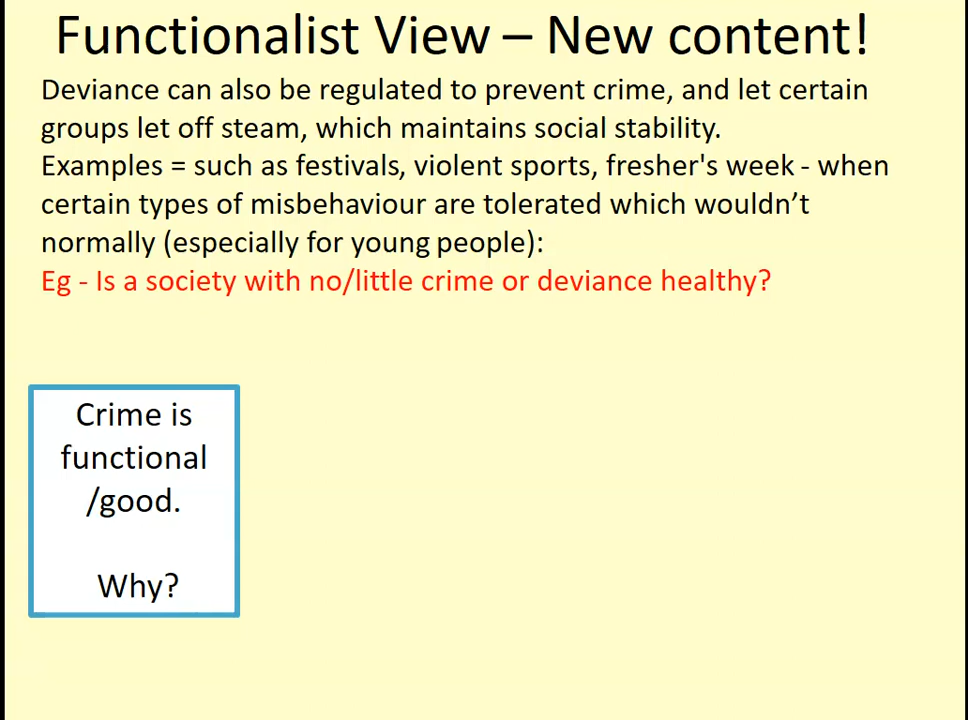 Functionalist View – New content!
Deviance can also be regulated to prevent crime, and let certain
groups let off steam, which maintains social stability.
Examples = such as festivals, violent sports, fresher's week - when
certain types of misbehaviour are tolerated which wouldn’t
normally (especially for young people):
Eg - Is a society with no/little crime or deviance healthy?
Crime is
functional
/good.
Why?